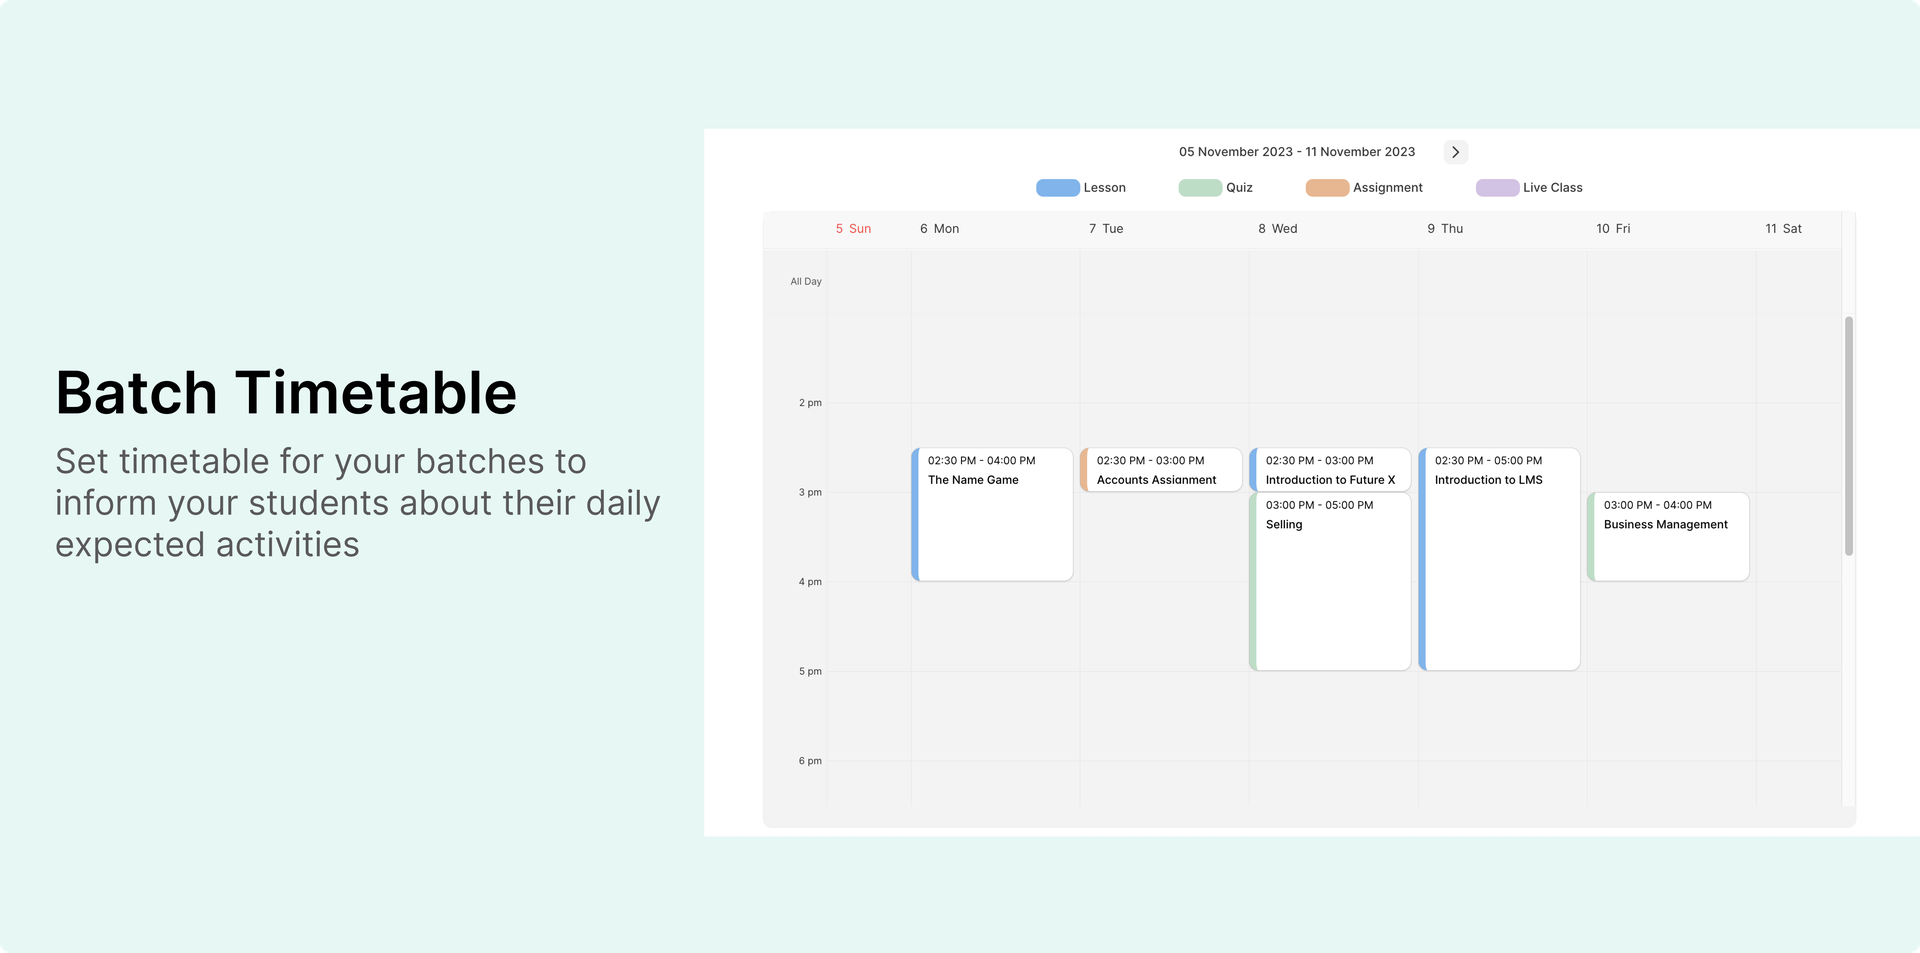 Batch Timetable
Set timetable for your batches to
inform your students about their daily
expected activities
05 November 2023 - 11 November 2023
Lesson Quiz Assignment Live Class
5 Sun 6 Mon 7 Tue 8 Wed 9 Thu 10 Fri 11 Sat
All Day
2 pm
02:30 PM - 04:00 PM
The Name Game
02:30 PM - 03:00 PM
Accounts Assignment
02:30 PM - 03:00 PM
Introduction to Future X
02:30 PM - 05:00 PM
Introduction to LMS
3 pm
03:00 PM - 05:00 PM
Selling
03:00 PM - 04:00 PM
Business Management
4 pm
5 pm
6 pm